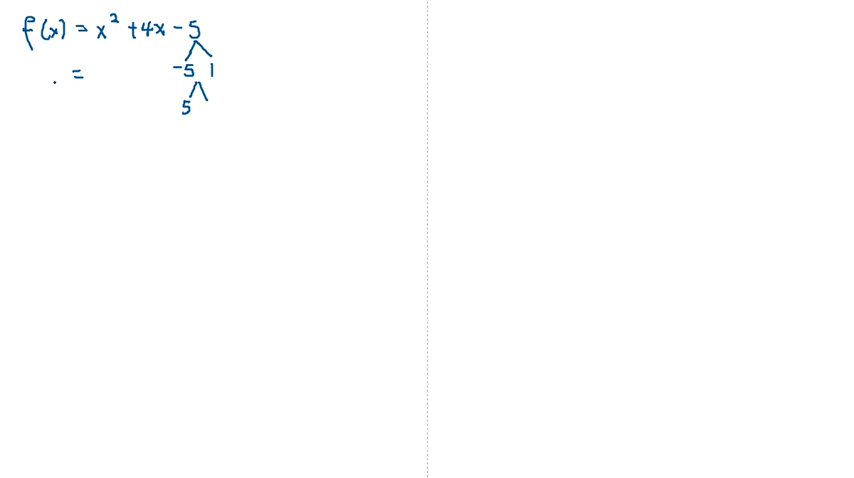 f(x) = x² + 4x - 5
= -5 1
5